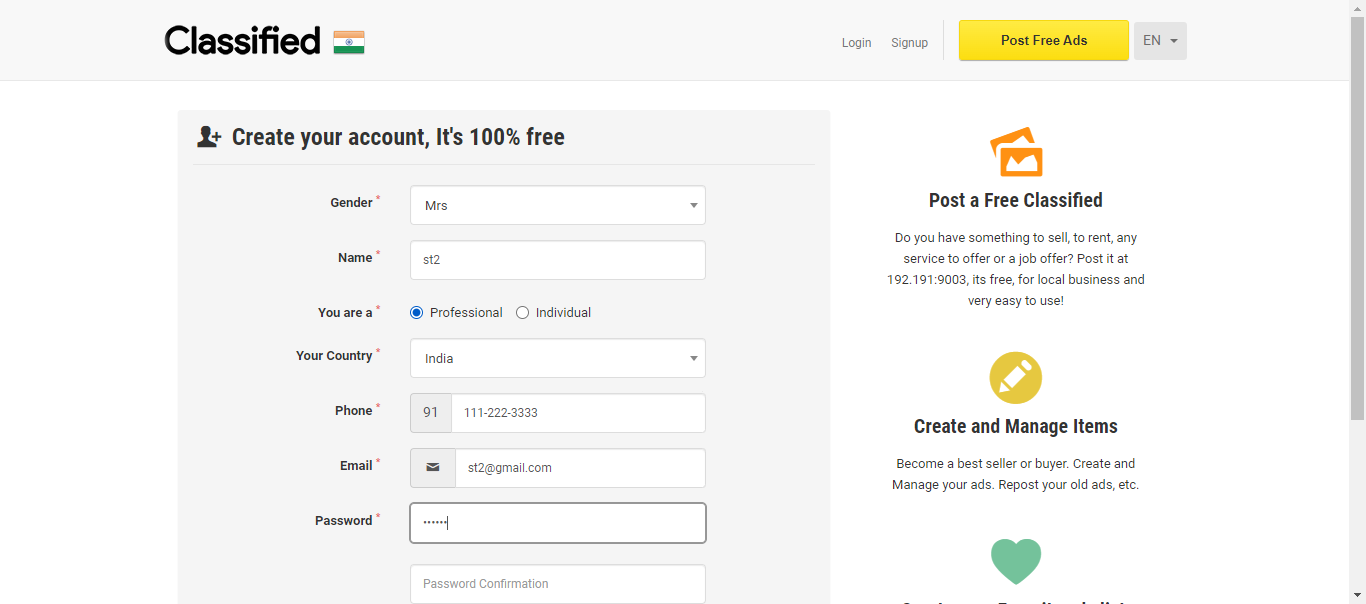 Classified
Login
Signup
Post Free Ads
EN
Create your account, It's 100% free
Gender *
Mrs
Name *
st2
You are a *
Professional
Individual
Your Country *
India
Phone *
91
111-222-3333
Email *
st2@gmail.com
Password *
••••••
Password Confirmation
Post a Free Classified
Do you have something to sell, to rent, any
service to offer or a job offer? Post it at
192.191:9003, its free, for local business and
very easy to use!
Create and Manage Items
Become a best seller or buyer. Create and
Manage your ads. Repost your old ads, etc.